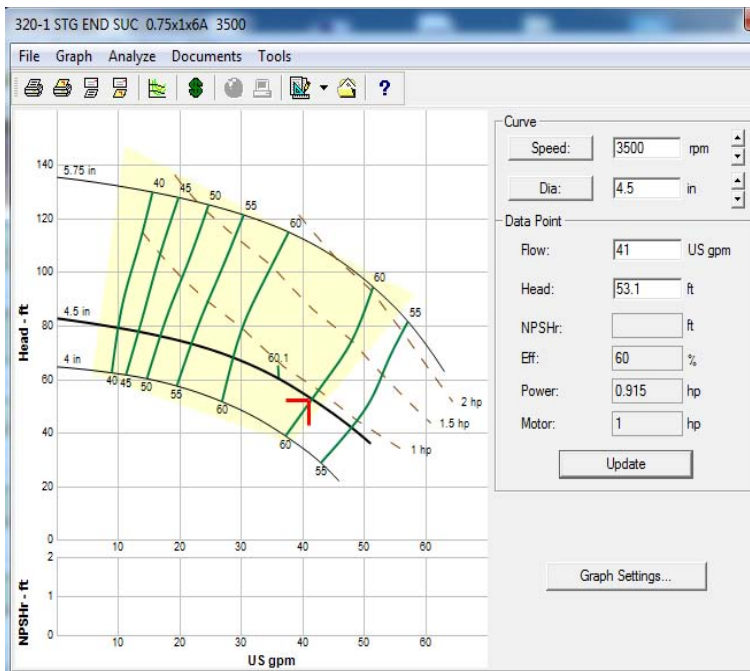 320-1 STG END SUC 0.75x1x6A 3500
File Graph Analyze Documents Tools
?
Curve
Speed: 3500 rpm
Dia: 4.5 in
Data Point
Flow: 41 US gpm
Head: 53.1 ft
NPSHr: ft
Eff: 60 %
Power: 0.915 hp
Motor: 1 hp
Update
Graph Settings...
Head - ft
140
120
100
80
60
40
20
0
5.75 in
40 45 50 55 60 60 55
4.5 in
60.1
4 in
40 45 50 55 60 60 55
2 hp
1.5 hp
1 hp
10 20 30 40 50 60
NPSHr - ft
2
1
0
10 20 30 40 50 60
US gpm